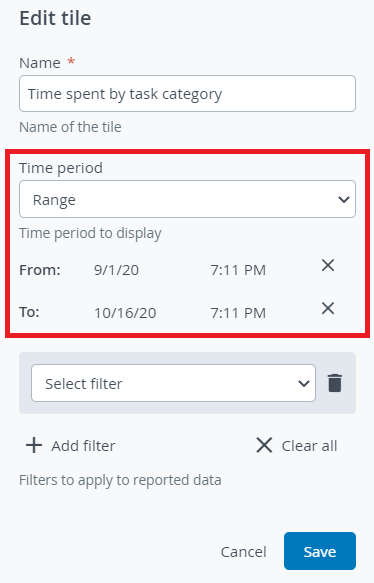 Edit tile
Name *
Time spent by task category
Name of the tile
Time period
Range
Time period to display
From: 9/1/20 7:11 PM
To: 10/16/20 7:11 PM
Select filter
Add filter Clear all
Filters to apply to reported data
Cancel Save